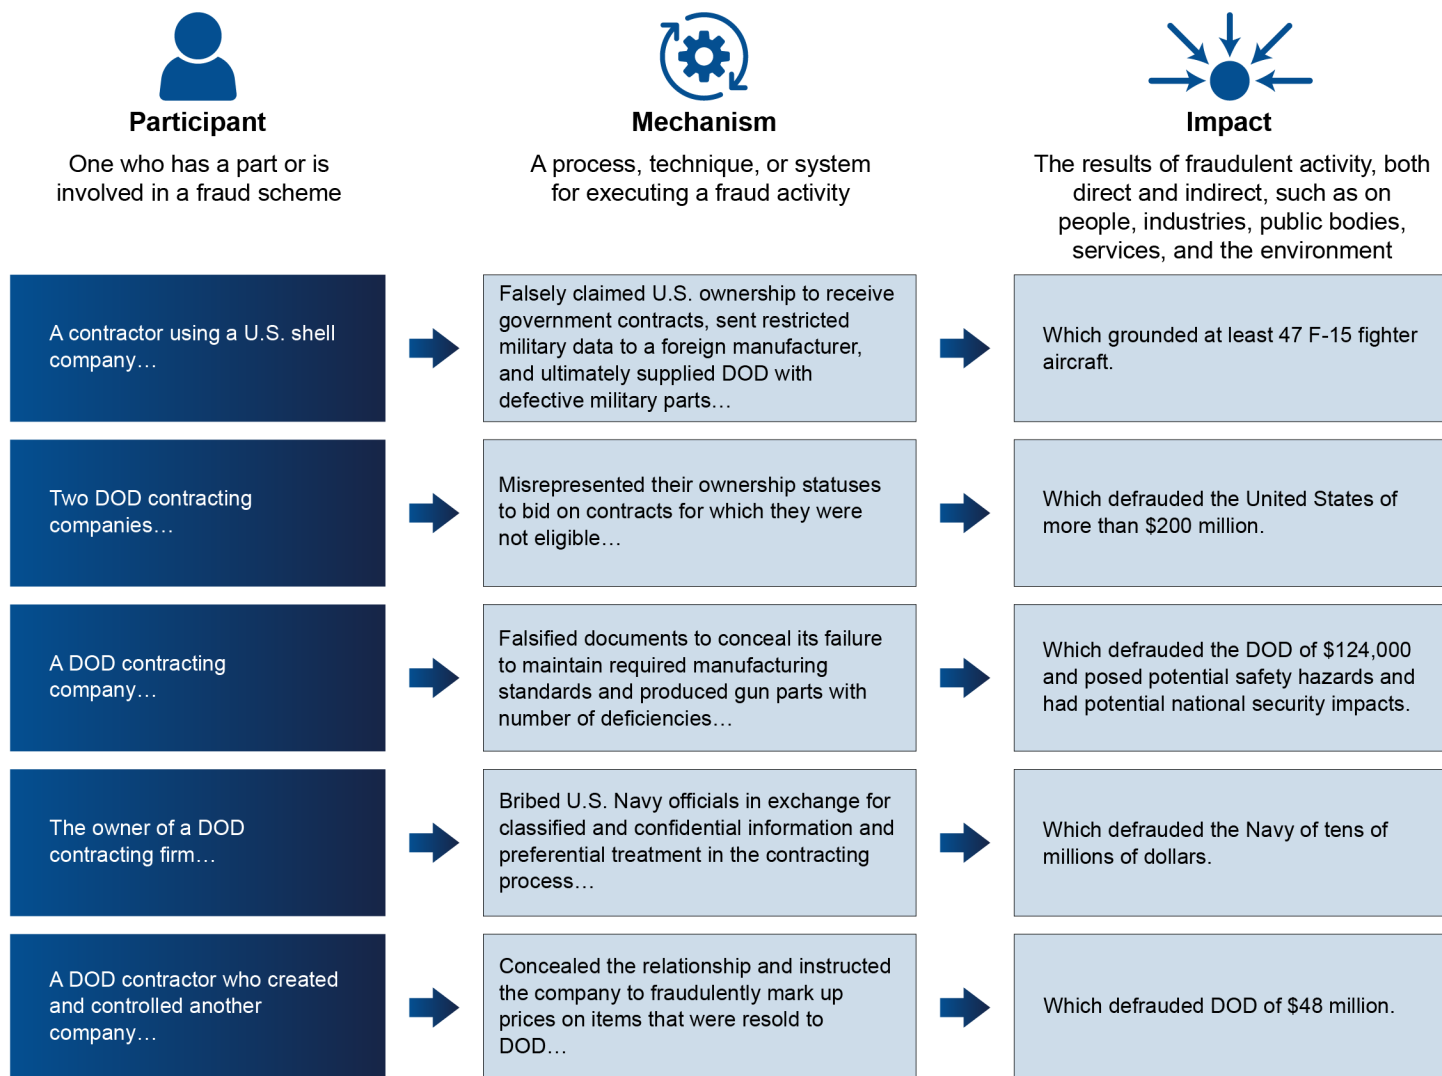 Participant
One who has a part or is
involved in a fraud scheme
Mechanism
A process, technique, or system
for executing a fraud activity
Impact
The results of fraudulent activity, both
direct and indirect, such as on
people, industries, public bodies,
services, and the environment
A contractor using a U.S. shell
company…
Falsely claimed U.S. ownership to receive
government contracts, sent restricted
military data to a foreign manufacturer,
and ultimately supplied DOD with
defective military parts…
Which grounded at least 47 F-15 fighter
aircraft.
Two DOD contracting
companies…
Misrepresented their ownership statuses
to bid on contracts for which they were
not eligible…
Which defrauded the United States of
more than $200 million.
A DOD contracting
company…
Falsified documents to conceal its failure
to maintain required manufacturing
standards and produced gun parts with
number of deficiencies…
Which defrauded the DOD of $124,000
and posed potential safety hazards and
had potential national security impacts.
The owner of a DOD
contracting firm…
Bribed U.S. Navy officials in exchange for
classified and confidential information and
preferential treatment in the contracting
process…
Which defrauded the Navy of tens of
millions of dollars.
A DOD contractor who created
and controlled another
company…
Concealed the relationship and instructed
the company to fraudulently mark up
prices on items that were resold to
DOD…
Which defrauded DOD of $48 million.